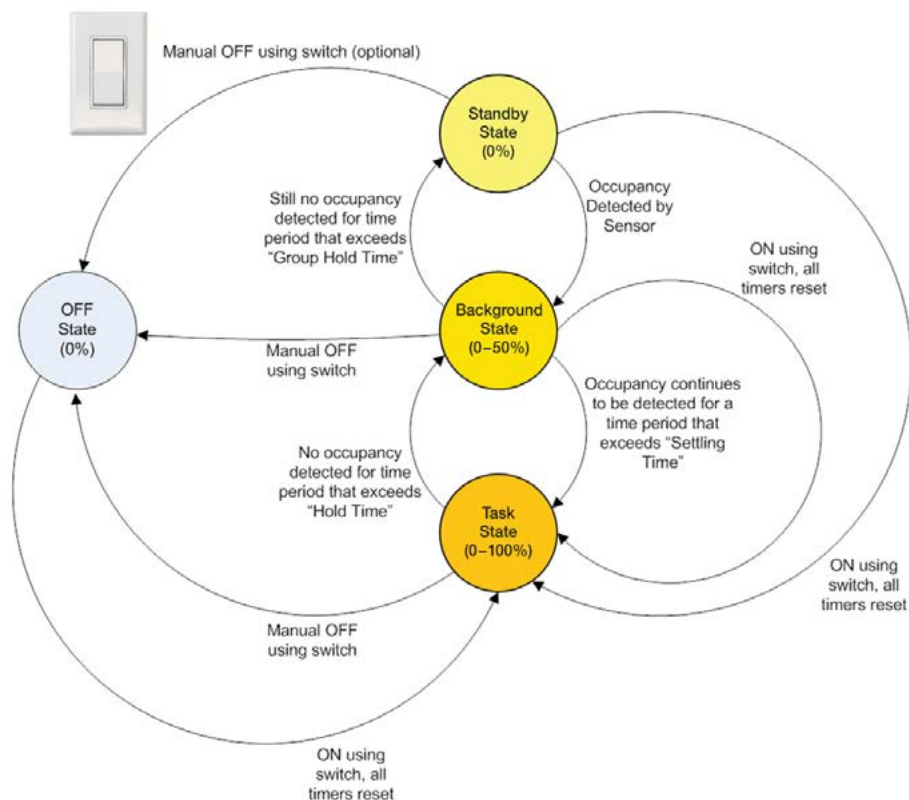 Manual OFF using switch (optional)
Standby
State
(0%)
Still no occupancy
detected for time
period that exceeds
“Group Hold Time”
Occupancy
Detected by
Sensor
ON using
switch, all
timers reset
OFF
State
(0%)
Background
State
(0–50%)
Manual OFF
using switch
Occupancy continues
to be detected for a
time period that
exceeds “Settling
Time”
No occupancy
detected for time
period that exceeds
“Hold Time”
Task
State
(0–100%)
ON using
switch, all
timers reset
Manual OFF
using switch
ON using
switch, all
timers reset